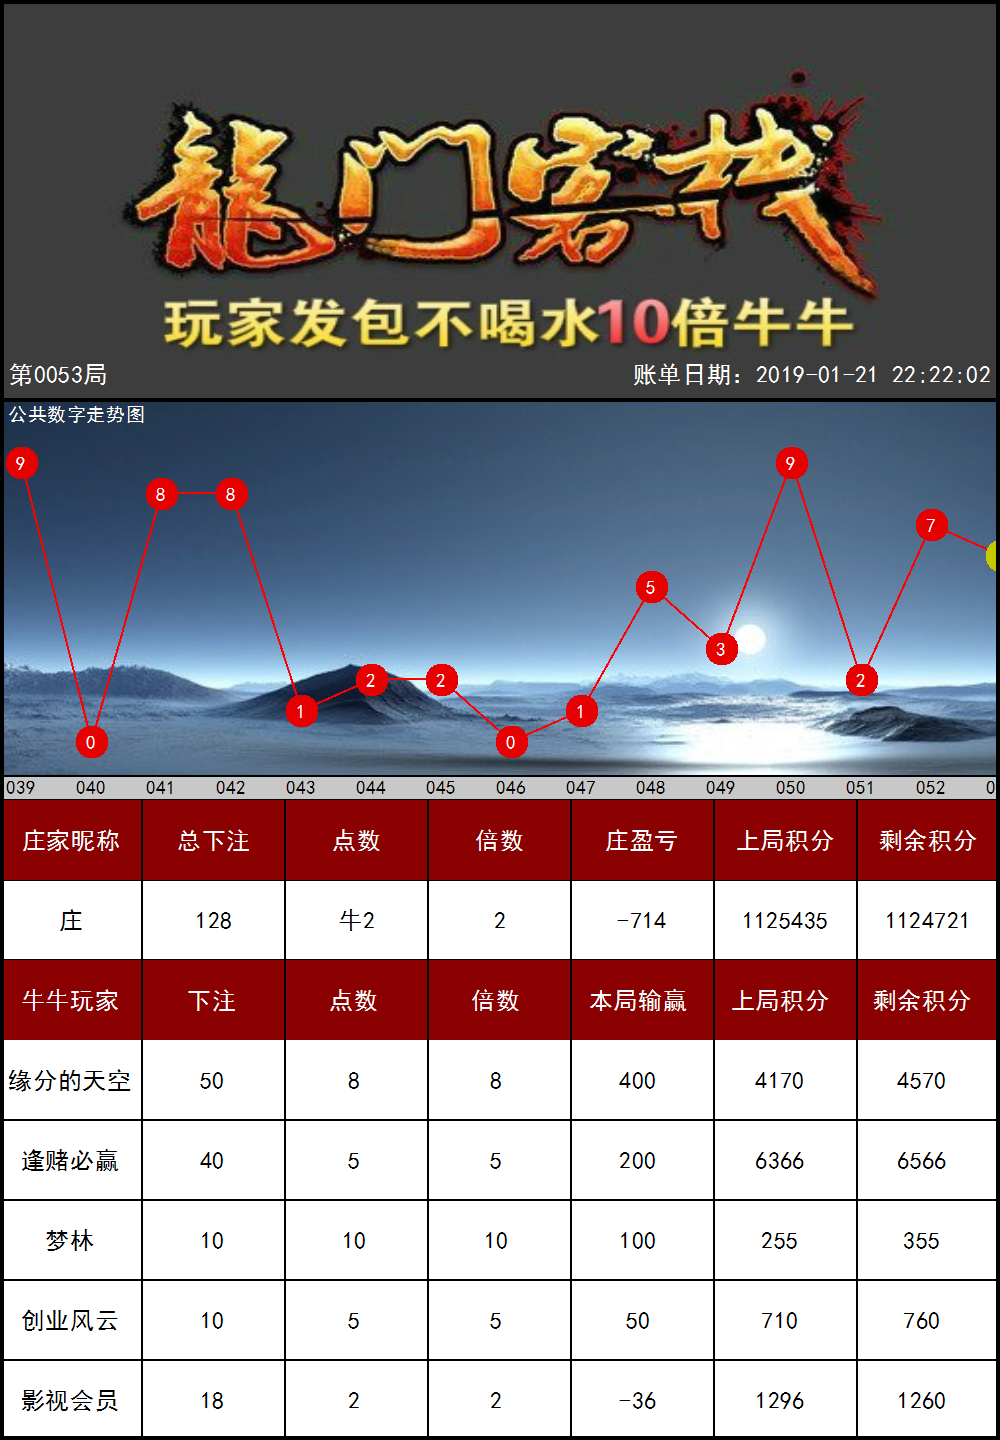 龍门客栈
玩家发包不喝水10倍牛牛
第0053局 账单日期：2019-01-21 22:22:02
公共数字走势图
9 0 8 8 1 2 2 0 1 5 3 9 2 7
039 040 041 042 043 044 045 046 047 048 049 050 051 052 0
庄家昵称 总下注 点数 倍数 庄盈亏 上局积分 剩余积分
庄 128 牛2 2 -714 1125435 1124721
牛牛玩家 下注 点数 倍数 本局输赢 上局积分 剩余积分
缘分的天空 50 8 8 400 4170 4570
逢赌必赢 40 5 5 200 6366 6566
梦林 10 10 10 100 255 355
创业风云 10 5 5 50 710 760
影视会员 18 2 2 -36 1296 1260